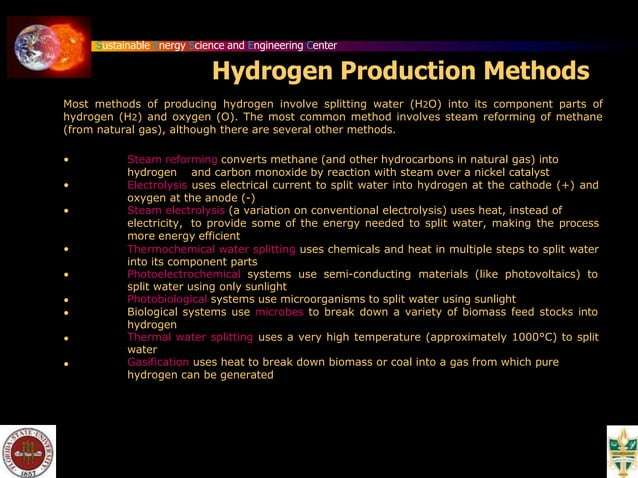 Sustainable Energy Science and Engineering Center
Hydrogen Production Methods
Most methods of producing hydrogen involve splitting water (H2O) into its component parts of
hydrogen (H2) and oxygen (O). The most common method involves steam reforming of methane
(from natural gas), although there are several other methods.
• Steam reforming converts methane (and other hydrocarbons in natural gas) into
hydrogen and carbon monoxide by reaction with steam over a nickel catalyst
• Electrolysis uses electrical current to split water into hydrogen at the cathode (+) and
oxygen at the anode (-)
• Steam electrolysis (a variation on conventional electrolysis) uses heat, instead of
electricity, to provide some of the energy needed to split water, making the process
more energy efficient
• Thermochemical water splitting uses chemicals and heat in multiple steps to split water
into its component parts
• Photoelectrochemical systems use semi-conducting materials (like photovoltaics) to
split water using only sunlight
• Photobiological systems use microorganisms to split water using sunlight
• Biological systems use microbes to break down a variety of biomass feed stocks into
hydrogen
• Thermal water splitting uses a very high temperature (approximately 1000°C) to split
water
• Gasification uses heat to break down biomass or coal into a gas from which pure
hydrogen can be generated
FLORIDA STATE UNIVERSITY
1857